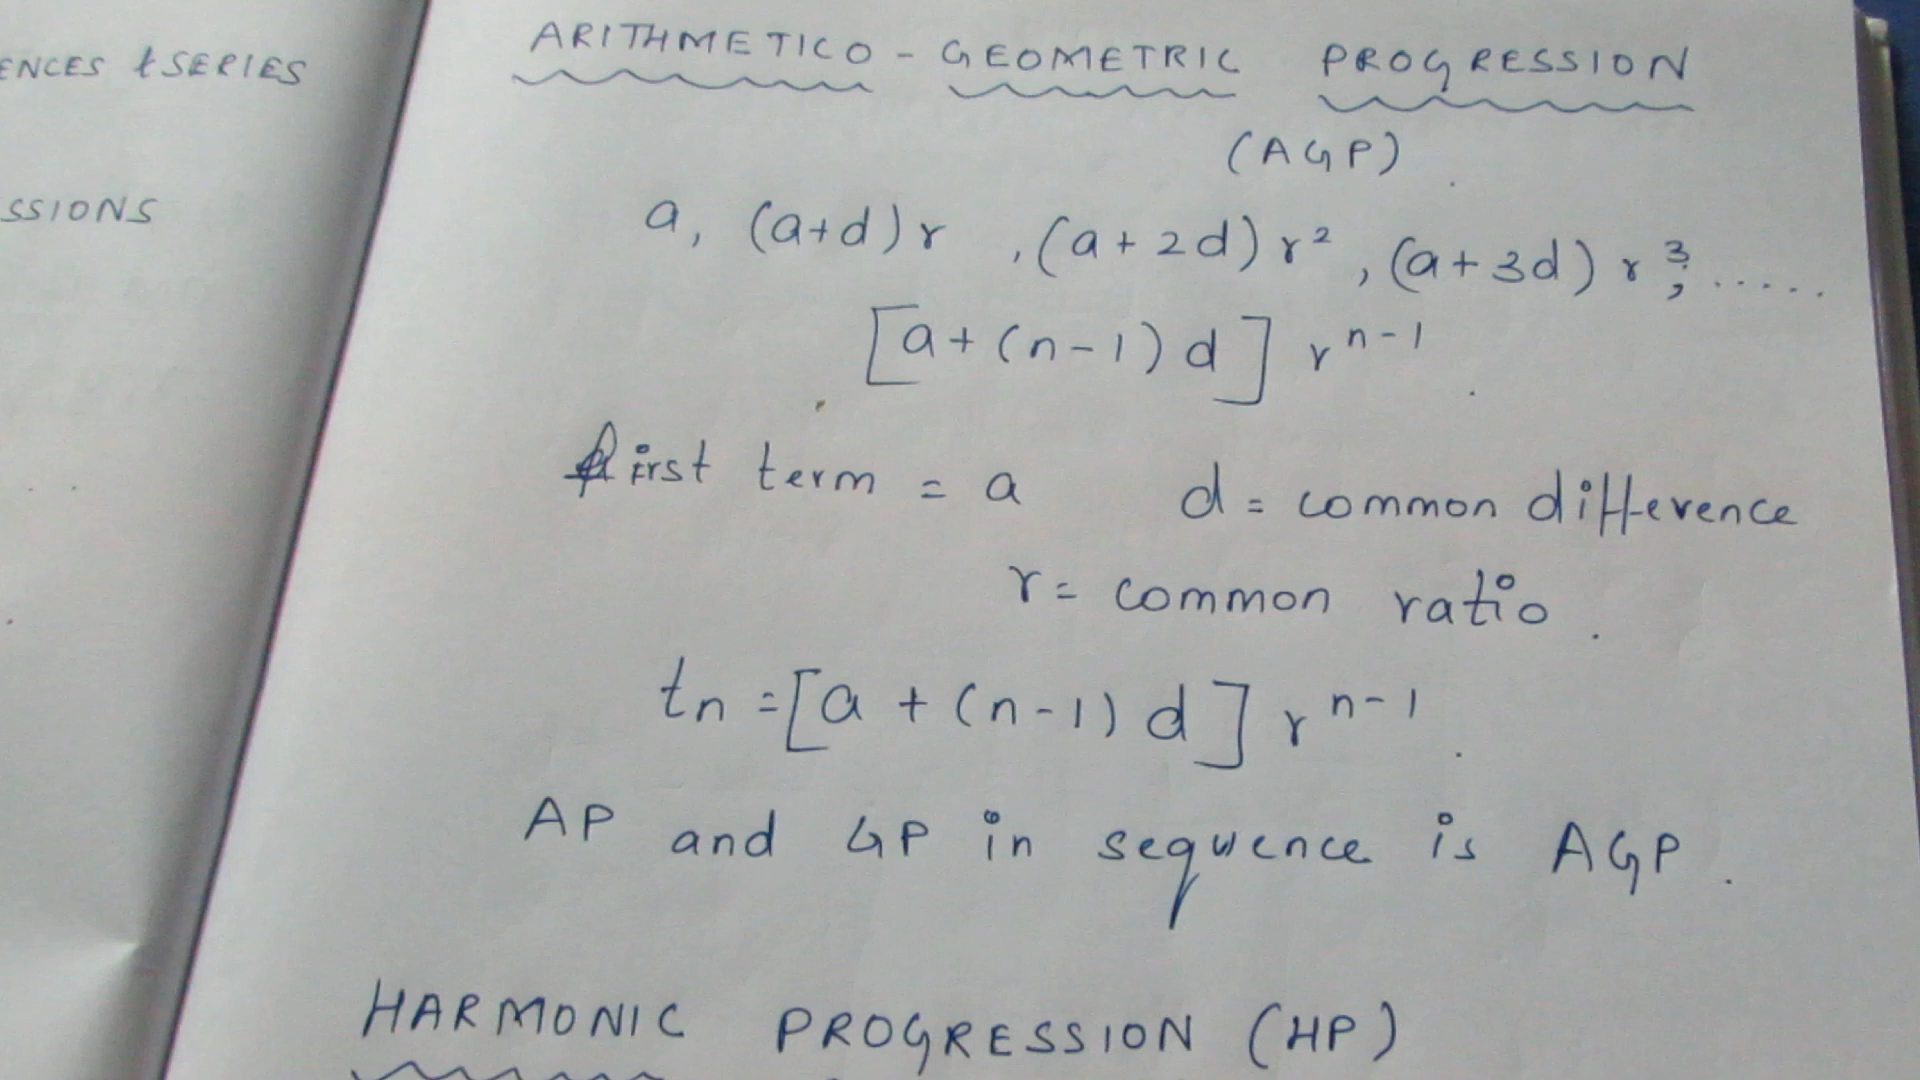 ENCES & SERIES
SSIONS
ARITHMETICO - GEOMETRIC PROGRESSION
(AGP)
a, (a+d)r , (a+2d)r², (a+3d)r³, .....
[a+(n-1)d] rⁿ⁻¹
first term = a d = common difference
r = common ratio.
tn = [a + (n-1)d] rⁿ⁻¹.
AP and GP in sequence is AGP.
HARMONIC PROGRESSION (HP)